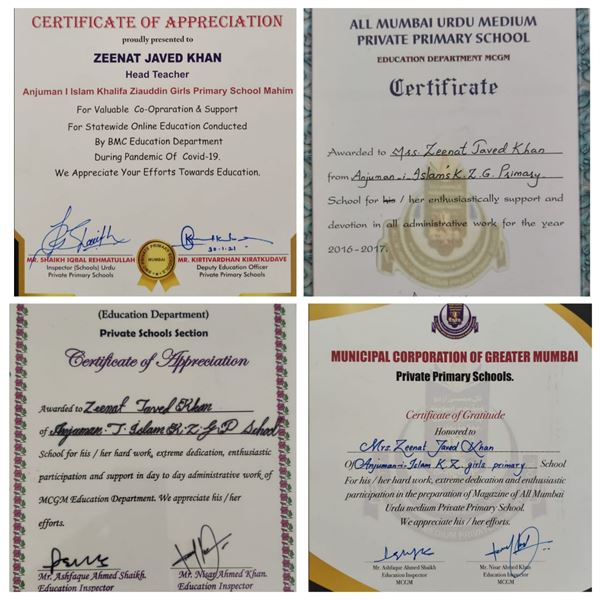 CERTIFICATE OF APPRECIATION
proudly presented to
ZEENAT JAVED KHAN
Head Teacher
Anjuman I Islam Khalifa Ziauddin Girls Primary School Mahim
For Valuable Co-Opraration & Support
For Statewide Online Education Conducted
By BMC Education Department
During Pandemic Of Covid-19.
We Appreciate Your Efforts Towards Education.
20.1.21
MUMBAI
MR. SHAIKH IQBAL REHMATULLAH
Inspector (Schools) Urdu
Private Primary Schools
MR. KIRTIVARDHAN KIRATKUDAVE
Deputy Education Officer
Private Primary Schools
ALL MUMBAI URDU MEDIUM
PRIVATE PRIMARY SCHOOL
EDUCATION DEPARTMENT MCGM
Certificate
Awarded to Mrs. Zeenat Javed Khan
from Anjuman-i-Islam's K.Z.G. Primary.
School for his / her enthusiastically support and
devotion in all administrative work for the year
2016-2017.
(Education Department)
Private Schools Section
Certificate of Appreciation
Awarded to Zeenat Javed Khan
of Anjuman. I. Islam K. Z. G. P School
School for his / her hard work, extreme dedication, enthusiastic
participation and support in day to day administrative work of
MCGM Education Department. We appreciate his / her
efforts.
Mr. Ashfaque Ahmed Shaikh.
Education Inspector
Mr. Nisar Ahmed Khan.
Education Inspector
MUNICIPAL CORPORATION OF GREATER MUMBAI
Private Primary Schools.
Certificate of Gratitude
Honored to
Mrs. Zeenat Javed Khan
Of Anjuman-i-Islam K.Z. girls primary School
For his / her hard work, extreme dedication and enthusiastic
participation in the preparation of Magazine of All Mumbai
Urdu medium Private Primary School.
We appreciate his / her efforts.
Mr. Ashfaque Ahmed Shaikh
Education Inspector
MCGM
Mr. Nisar Ahmed Khan
Education Inspector
MCGM